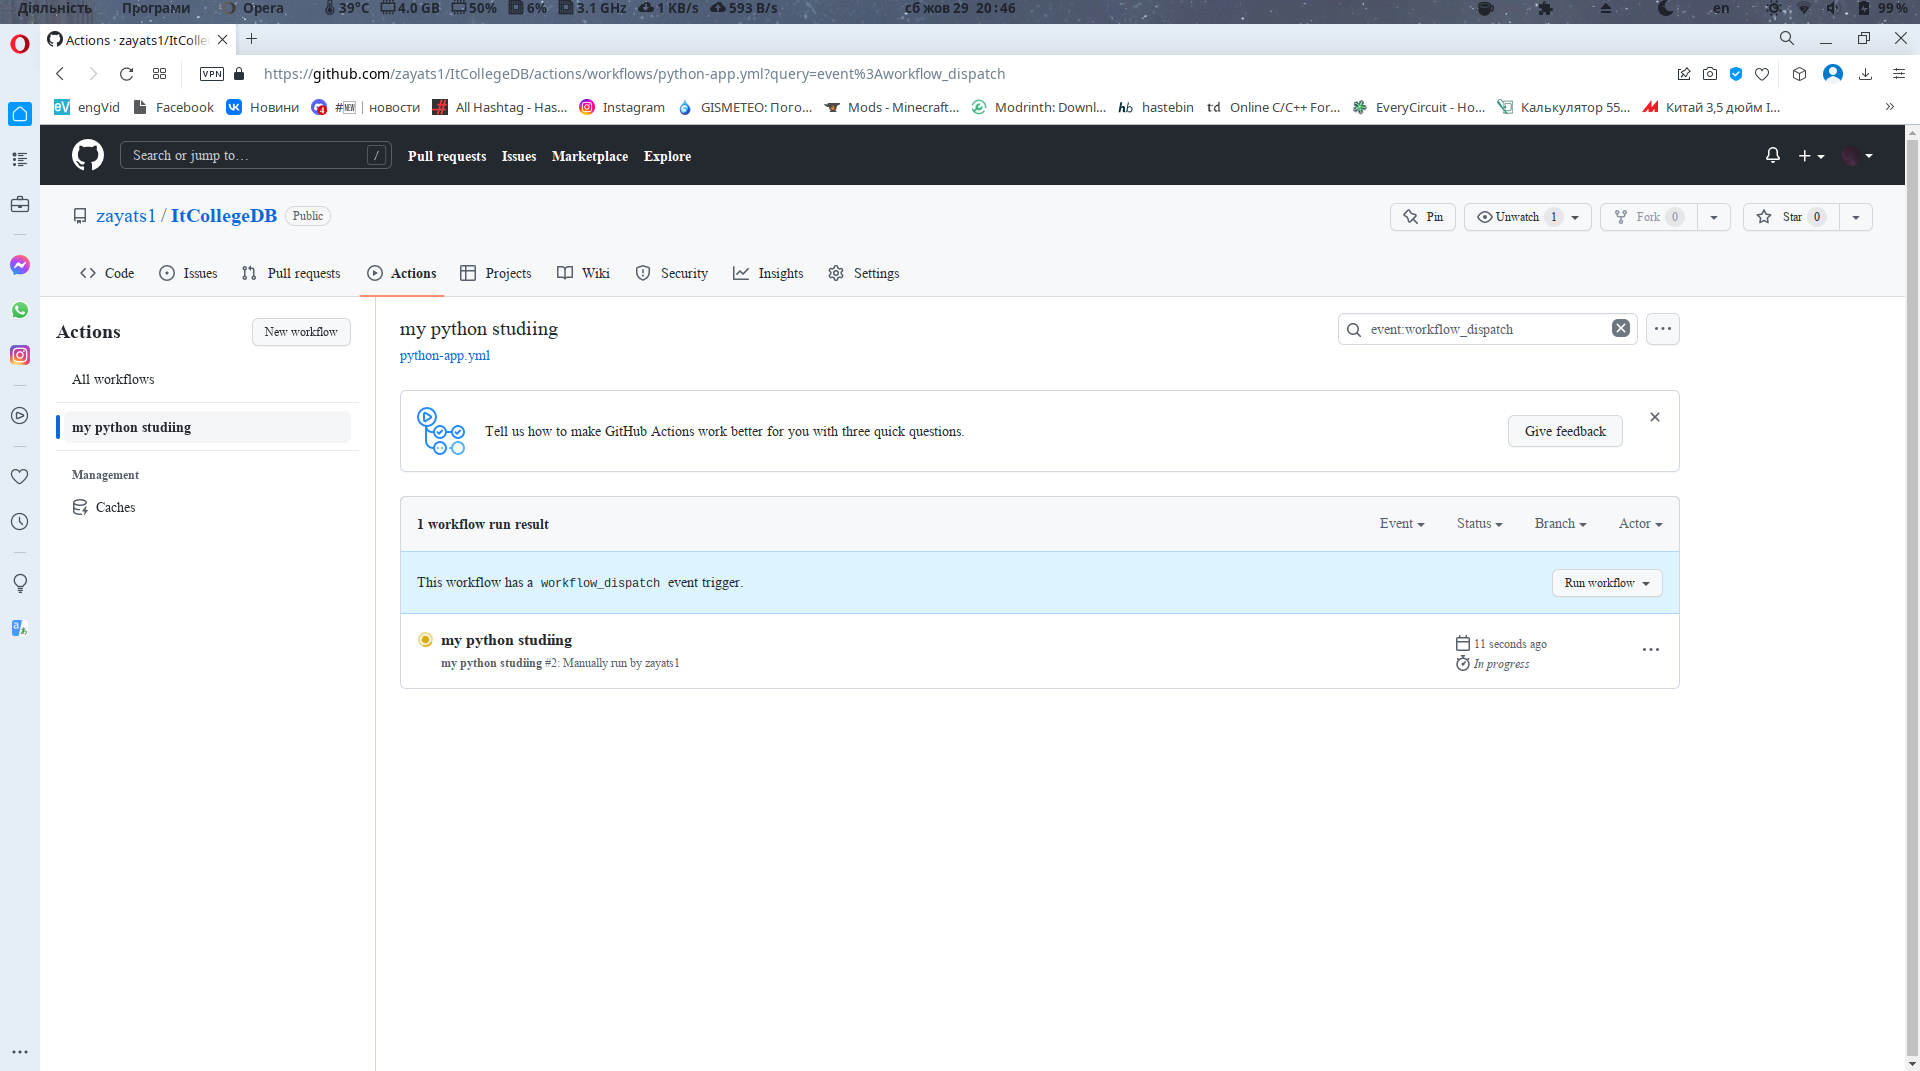 Діяльність Програми Opera 39°C 4.0 GB 50% 6% 3.1 GHz 1 KB/s 593 B/s сб жов 29 20:46 en 99%
Actions · zayats1/ItColle
VPN https://github.com/zayats1/ItCollegeDB/actions/workflows/python-app.yml?query=event%3Aworkflow_dispatch
engVid Facebook Новини # | новости All Hashtag - Has... Instagram GISMETEO: Пого... Mods - Minecraft... Modrinth: Downl... hastebin Online C/C++ For... EveryCircuit - Ho... Калькулятор 55... Китай 3,5 дюйм I... »
Search or jump to… / Pull requests Issues Marketplace Explore
zayats1 / ItCollegeDB Public Pin Unwatch 1 Fork 0 Star 0
Code Issues Pull requests Actions Projects Wiki Security Insights Settings
Actions
New workflow
All workflows
my python studiing
Management
Caches
my python studiing
python-app.yml
event:workflow_dispatch
Tell us how to make GitHub Actions work better for you with three quick questions.
Give feedback
1 workflow run result Event Status Branch Actor
This workflow has a workflow_dispatch event trigger. Run workflow
my python studiing
my python studiing #2: Manually run by zayats1
11 seconds ago
In progress